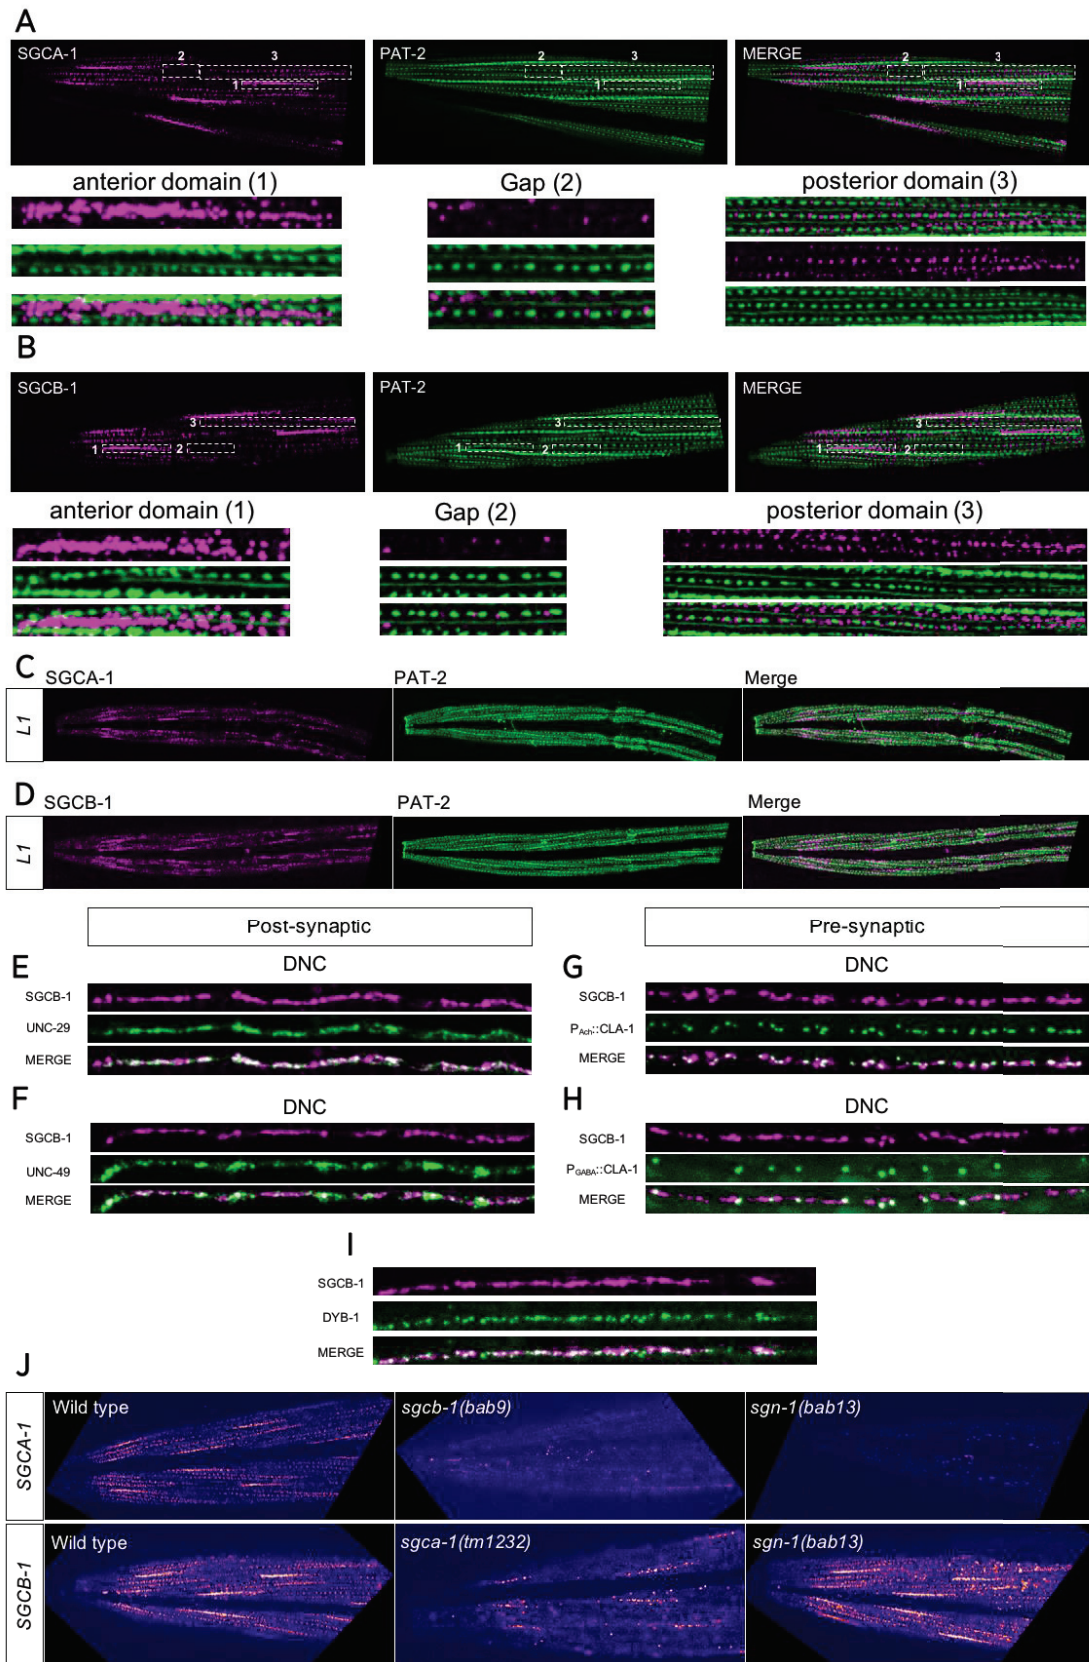 A
SGCA-1 PAT-2 MERGE
2 3 2 3 2 3
1 1 1
anterior domain (1) Gap (2) posterior domain (3)
B
SGCB-1 PAT-2 MERGE
3 3 3
1 2 1 2 1 2
anterior domain (1) Gap (2) posterior domain (3)
C
SGCA-1 PAT-2 Merge
L1
D
SGCB-1 PAT-2 Merge
L1
Post-synaptic Pre-synaptic
E DNC G DNC
SGCB-1 SGCB-1
UNC-29 PAch::CLA-1
MERGE MERGE
F DNC H DNC
SGCB-1 SGCB-1
UNC-49 PGABA::CLA-1
MERGE MERGE
I
SGCB-1
DYB-1
MERGE
J
SGCA-1 Wild type sgcb-1(bab9) sgn-1(bab13)
SGCB-1 Wild type sgca-1(tm1232) sgn-1(bab13)